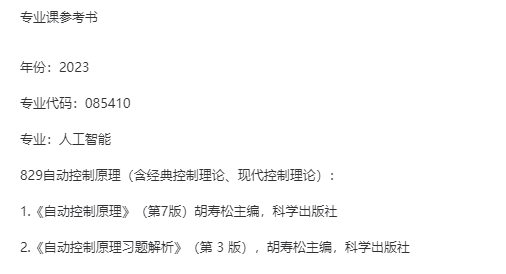 专业课参考书
年份：2023
专业代码：085410
专业：人工智能
829自动控制原理（含经典控制理论、现代控制理论）：
1.《自动控制原理》（第7版）胡寿松主编，科学出版社
2.《自动控制原理习题解析》（第 3 版），胡寿松主编，科学出版社